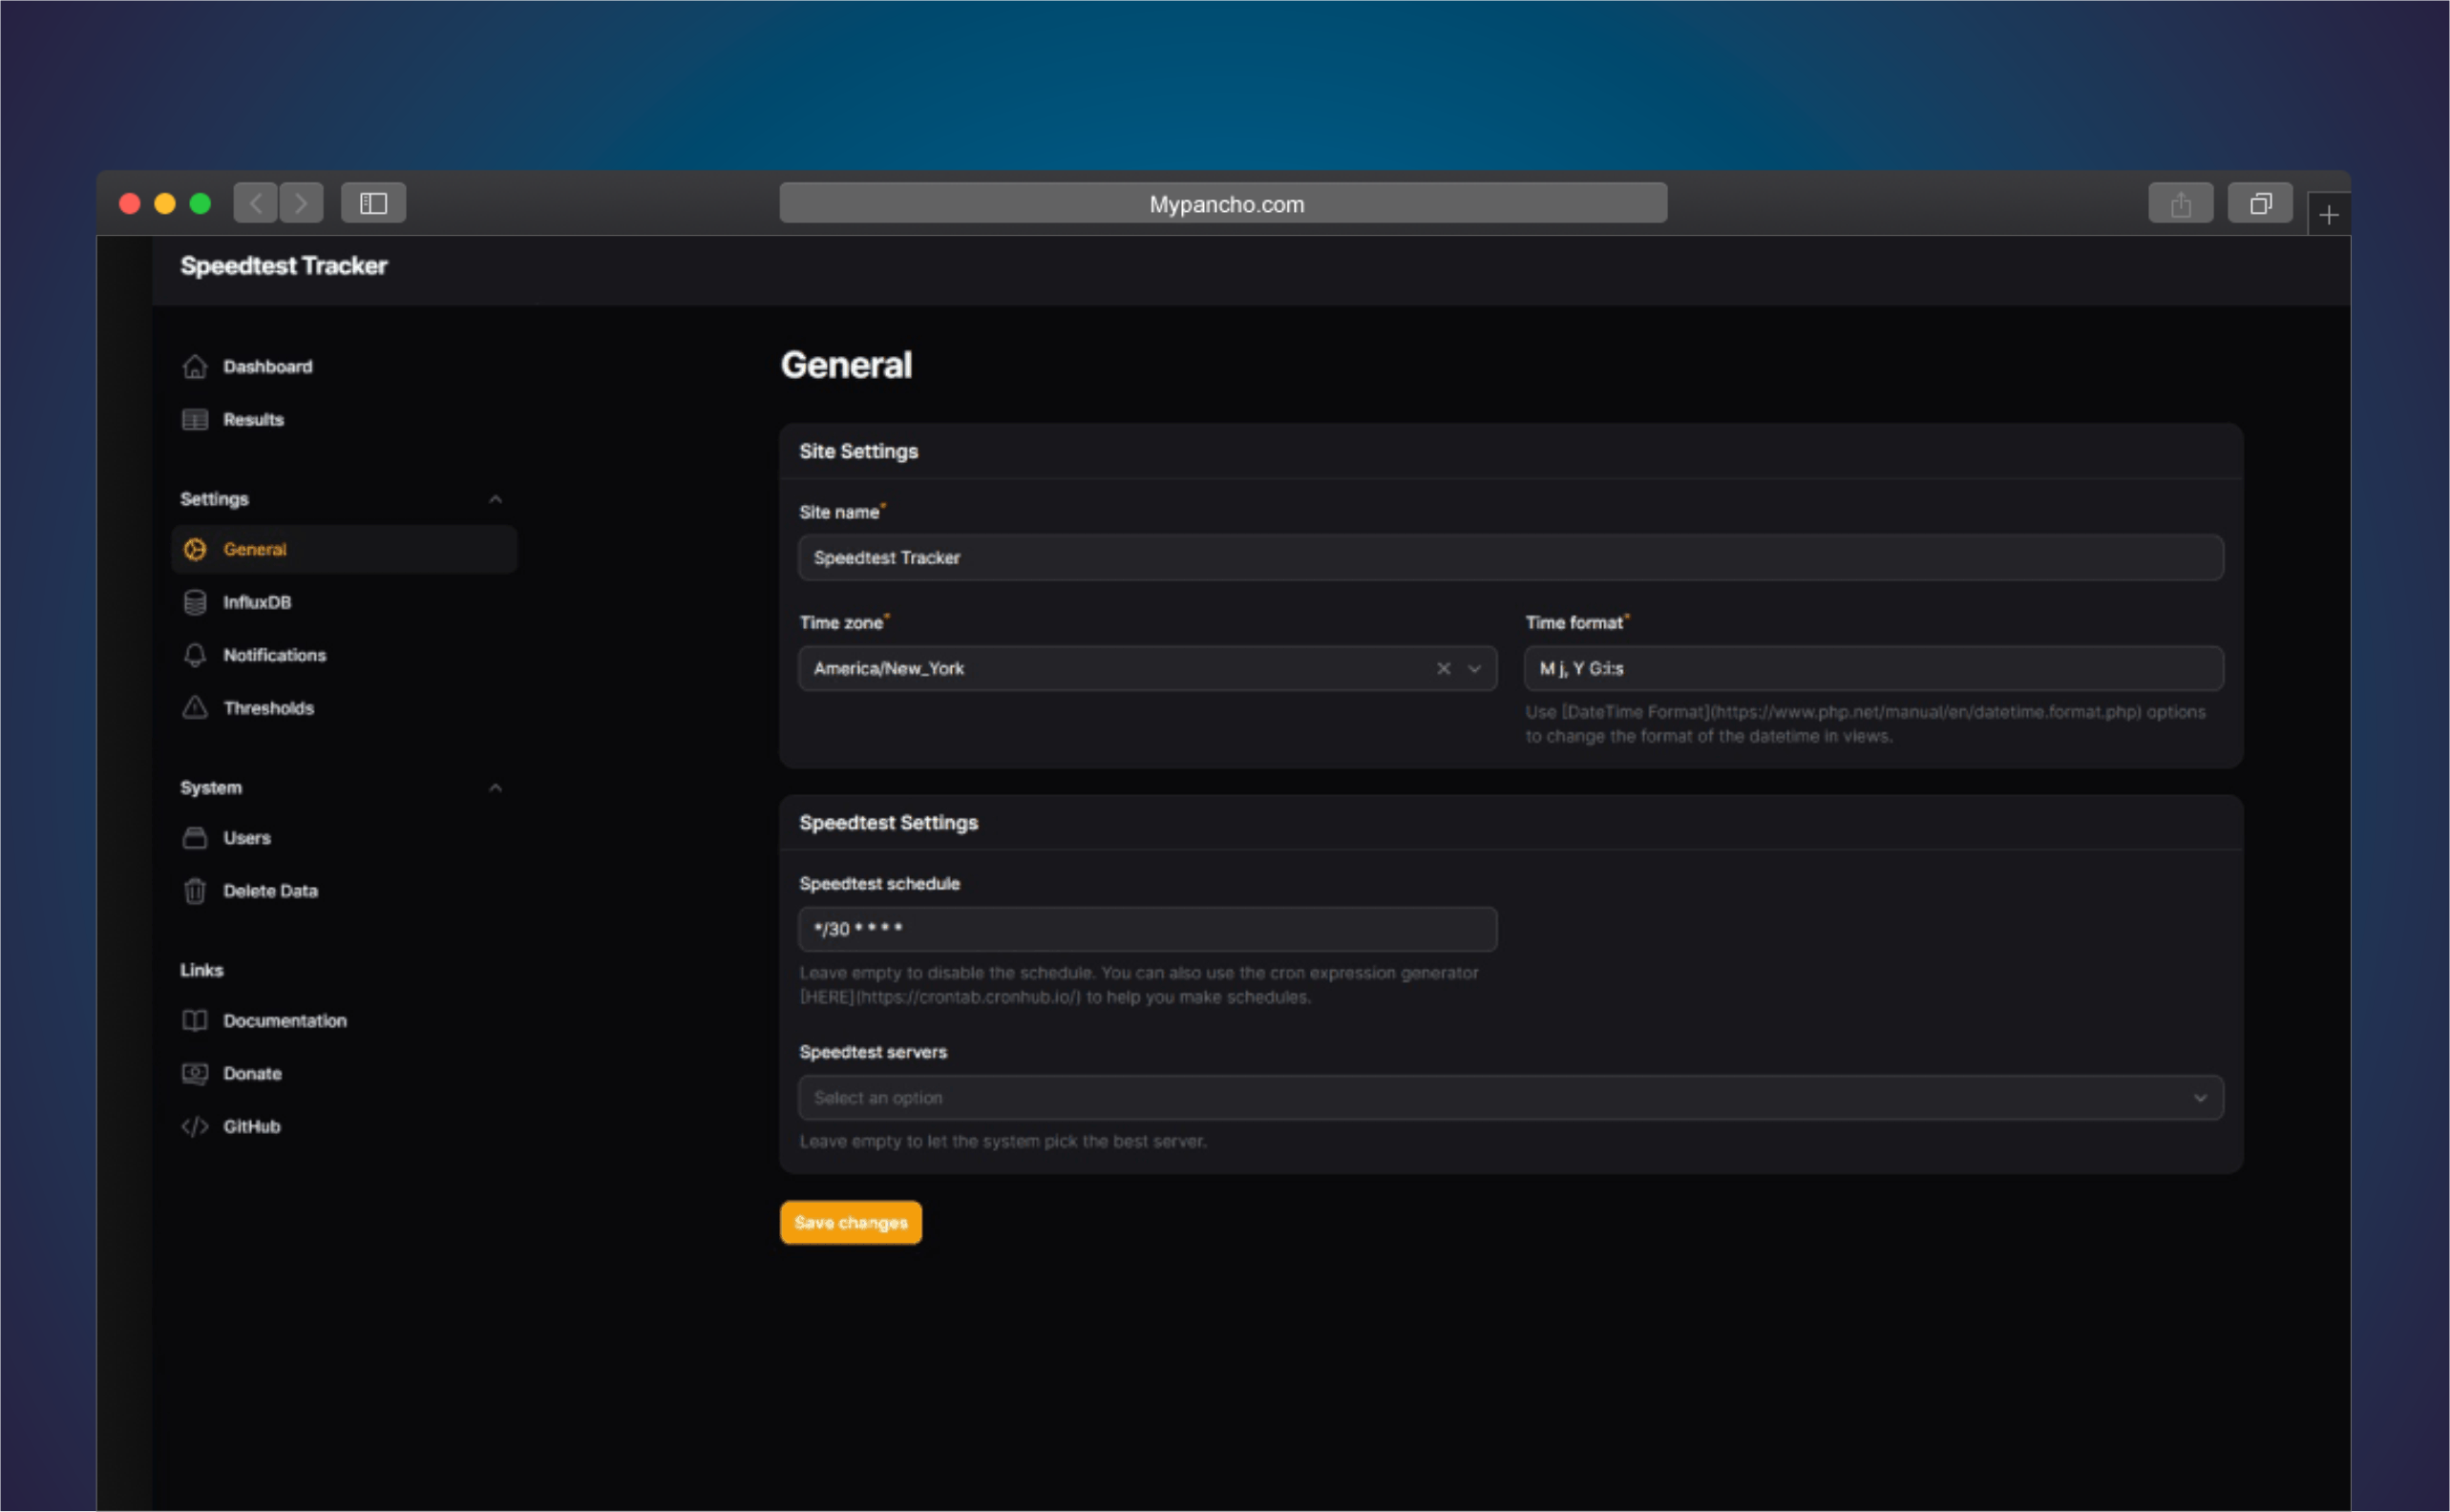 Mypancho.com
Speedtest Tracker
Dashboard
Results
Settings
General
InfluxDB
Notifications
Thresholds
System
Users
Delete Data
Links
Documentation
Donate
GitHub
General
Site Settings
Site name*
Speedtest Tracker
Time zone*
America/New_York
Time format*
M j, Y G:i:s
Use [DateTime Format](https://www.php.net/manual/en/datetime.format.php) options
to change the format of the datetime in views.
Speedtest Settings
Speedtest schedule
*/30 * * * *
Leave empty to disable the schedule. You can also use the cron expression generator
[HERE](https://crontab.cronhub.io/) to help you make schedules.
Speedtest servers
Select an option
Leave empty to let the system pick the best server.
Save changes